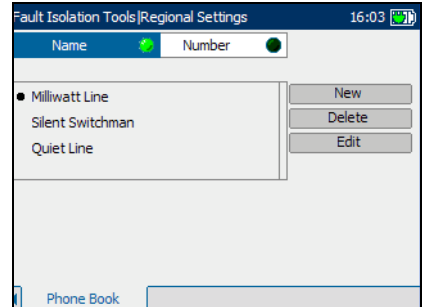 Fault Isolation Tools|Regional Settings 16:03
Name Number
Milliwatt Line
Silent Switchman
Quiet Line
New
Delete
Edit
Phone Book